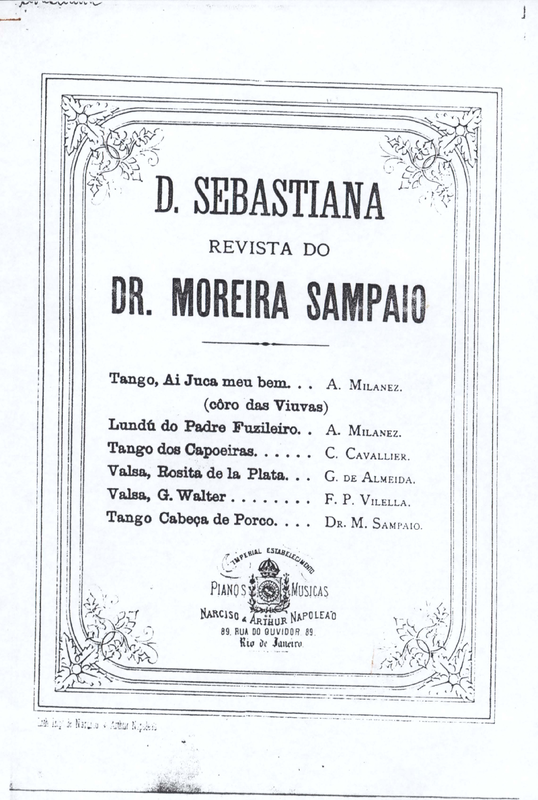 D. SEBASTIANA
REVISTA DO
DR. MOREIRA SAMPAIO
Tango, Ai Juca meu bem. . . A. MILANEZ.
(côro das Viuvas)
Lundú do Padre Fuzileiro. . A. MILANEZ.
Tango dos Capoeiras. . . . . . C. CAVALLIER.
Valsa, Rosita de la Plata. . . G. DE ALMEIDA.
Valsa, G. Walter . . . . . . . . F. P. VILELLA.
Tango Cabeça de Porco. . . . DR. M. SAMPAIO.
IMPERIAL ESTABELECIMENTO
PIANOS MUSICAS
NARCISO & ARTHUR NAPOLEAÕ
89, RUA DO OUVIDOR 89.
Rio de Janeiro.
Arthur Napoleão